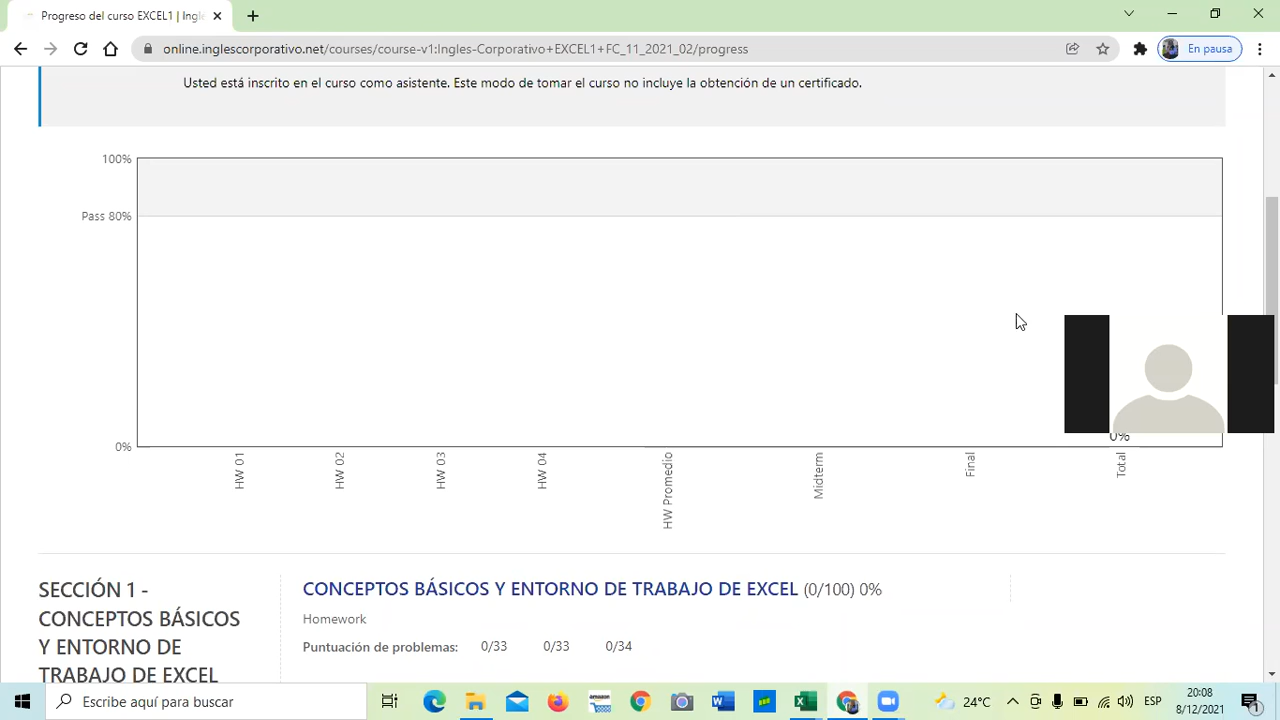 Progreso del curso EXCEL1 | Ingle
online.inglescorporativo.net/courses/course-v1:Ingles-Corporativo+EXCEL1+FC_11_2021_02/progress
En pausa
Usted está inscrito en el curso como asistente. Este modo de tomar el curso no incluye la obtención de un certificado.
100%
Pass 80%
0%
0%
HW 01
HW 02
HW 03
HW 04
HW Promedio
Midterm
Final
Total
SECCIÓN 1 -
CONCEPTOS BÁSICOS
Y ENTORNO DE
TRABAJO DE EXCEL
CONCEPTOS BÁSICOS Y ENTORNO DE TRABAJO DE EXCEL (0/100) 0%
Homework
Puntuación de problemas: 0/33 0/33 0/34
Escribe aquí para buscar
amazon
24°C
ESP
20:08
8/12/2021
1